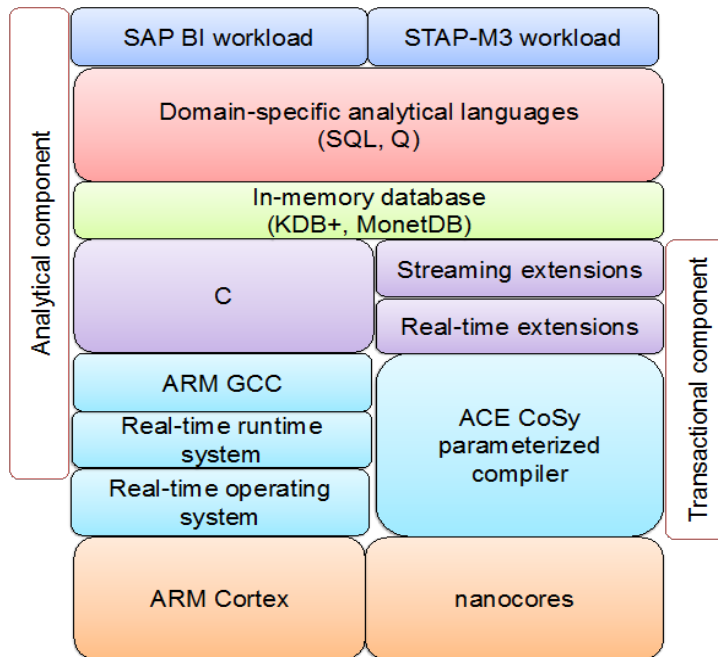 SAP BI workload
STAP-M3 workload
Domain-specific analytical languages
(SQL, Q)
In-memory database
(KDB+, MonetDB)
Analytical component
C
Streaming extensions
Real-time extensions
ARM GCC
Real-time runtime
system
Real-time operating
system
ACE CoSy
parameterized
compiler
Transactional component
ARM Cortex
nanocores